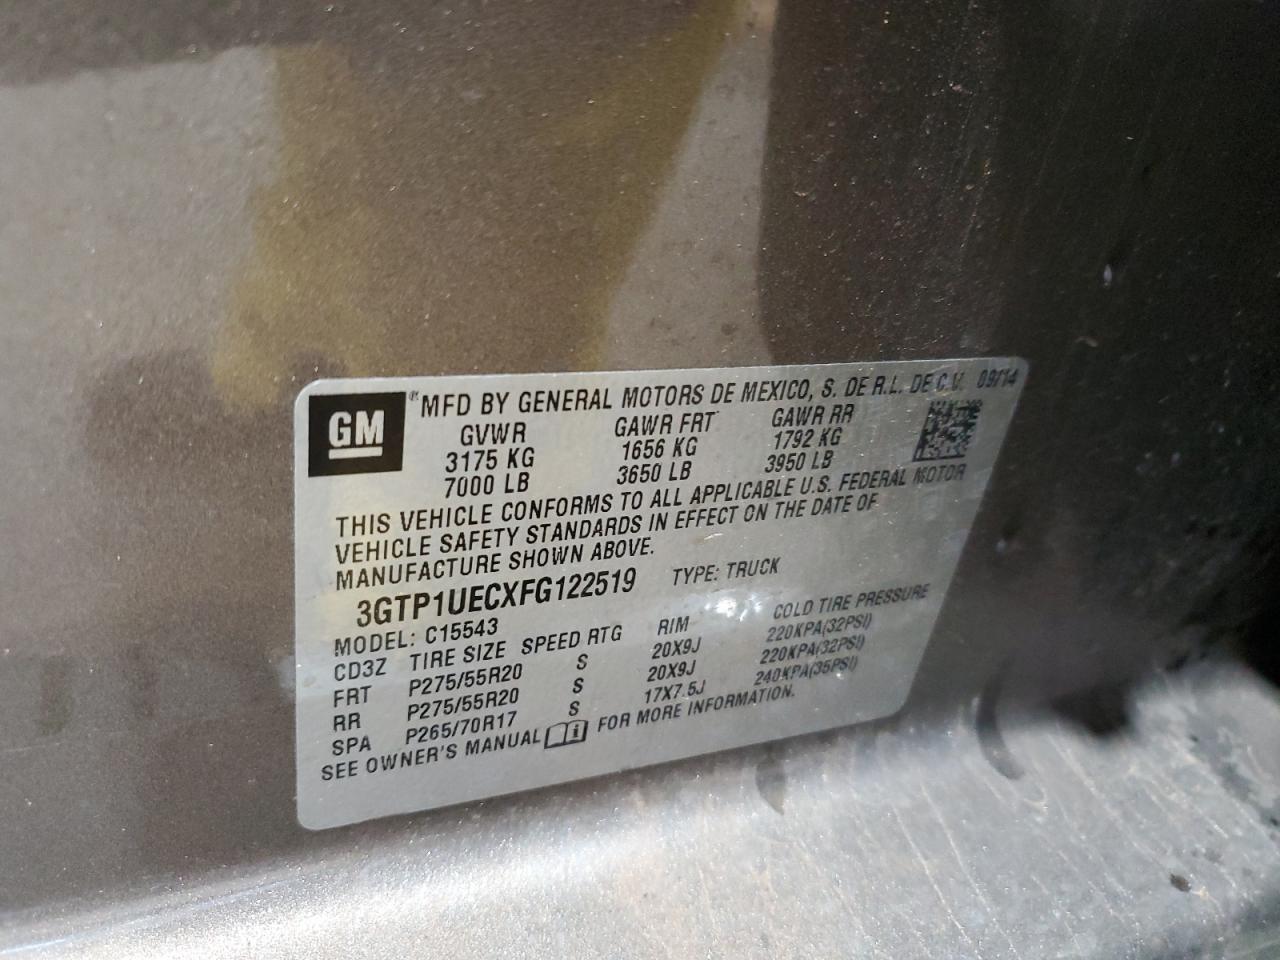 GM ® MFD BY GENERAL MOTORS DE MEXICO, S. DE R.L. DE C.V. 09/14
GVWR GAWR FRT GAWR RR
3175 KG 1656 KG 1792 KG
7000 LB 3650 LB 3950 LB
THIS VEHICLE CONFORMS TO ALL APPLICABLE U.S. FEDERAL MOTOR
VEHICLE SAFETY STANDARDS IN EFFECT ON THE DATE OF
MANUFACTURE SHOWN ABOVE.
3GTP1UECXFG122519 TYPE: TRUCK
MODEL: C15543
CD3Z TIRE SIZE SPEED RTG RIM COLD TIRE PRESSURE
FRT P275/55R20 S 20X9J 220KPA(32PSI)
RR P275/55R20 S 20X9J 220KPA(32PSI)
SPA P265/70R17 S 17X7.5J 240KPA(35PSI)
SEE OWNER'S MANUAL FOR MORE INFORMATION.